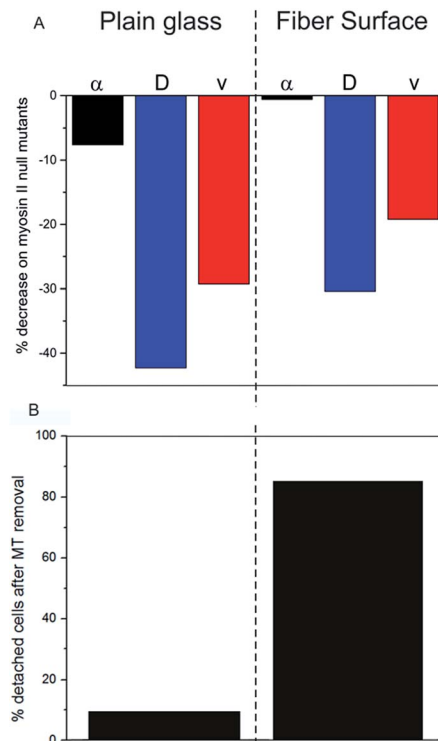 A
Plain glass
Fiber Surface
α D v α D v
% decrease on myosin II null mutants
0
-10
-20
-30
-40
B
% detached cells after MT removal
100
80
60
40
20
0